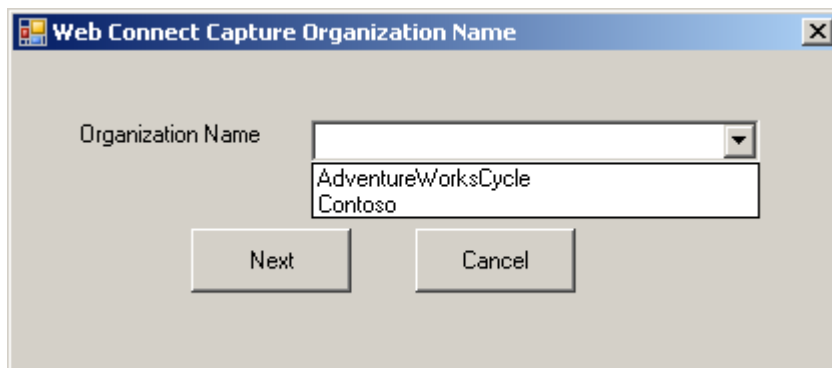 Web Connect Capture Organization Name
Organization Name
AdventureWorksCycle
Contoso
Next Cancel